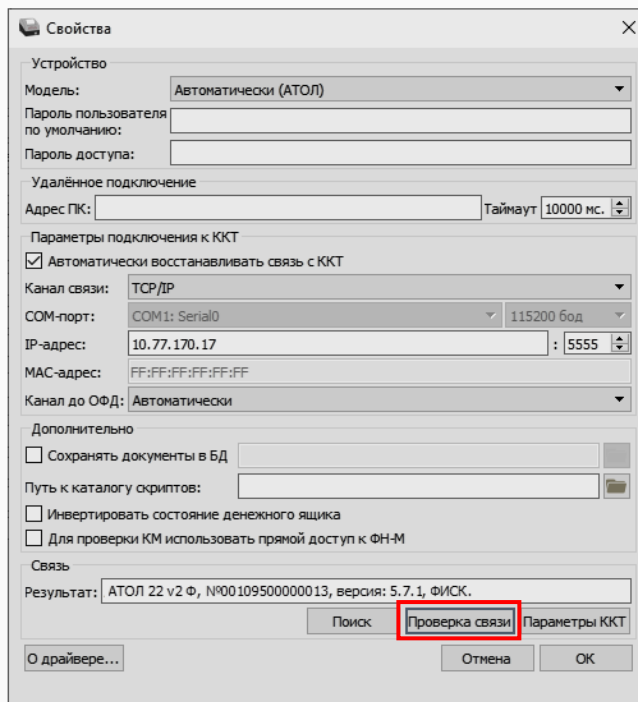 Свойства
Устройство
Модель: Автоматически (АТОЛ)
Пароль пользователя
по умолчанию:
Пароль доступа:
Удалённое подключение
Адрес ПК: Таймаут 10000 мс.
Параметры подключения к ККТ
Автоматически восстанавливать связь с ККТ
Канал связи: TCP/IP
COM-порт: COM1: Serial0 115200 бод
IP-адрес: 10.77.170.17 : 5555
MAC-адрес: FF:FF:FF:FF:FF:FF
Канал до ОФД: Автоматически
Дополнительно
Сохранять документы в БД
Путь к каталогу скриптов:
Инвертировать состояние денежного ящика
Для проверки КМ использовать прямой доступ к ФН-М
Связь
Результат: АТОЛ 22 v2 Ф, №00109500000013, версия: 5.7.1, ФИСК.
Поиск Проверка связи Параметры ККТ
О драйвере... Отмена ОК